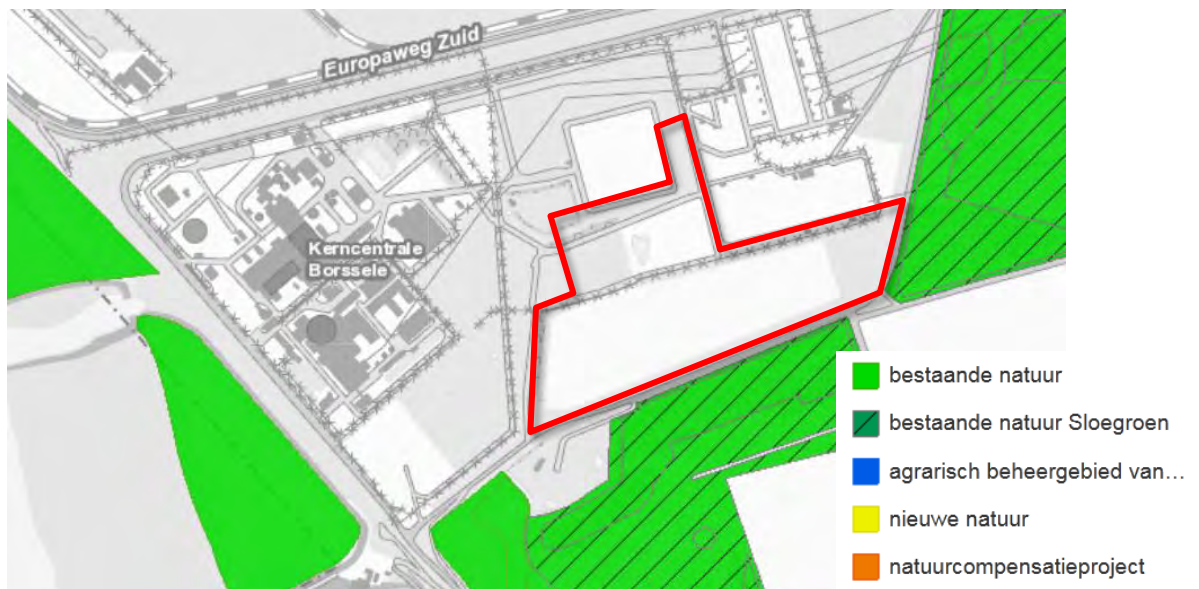 Europaweg Zuid
Kerncentrale
Borssele
bestaande natuur
bestaande natuur Sloegroen
agrarisch beheergebied van…
nieuwe natuur
natuurcompensatieproject